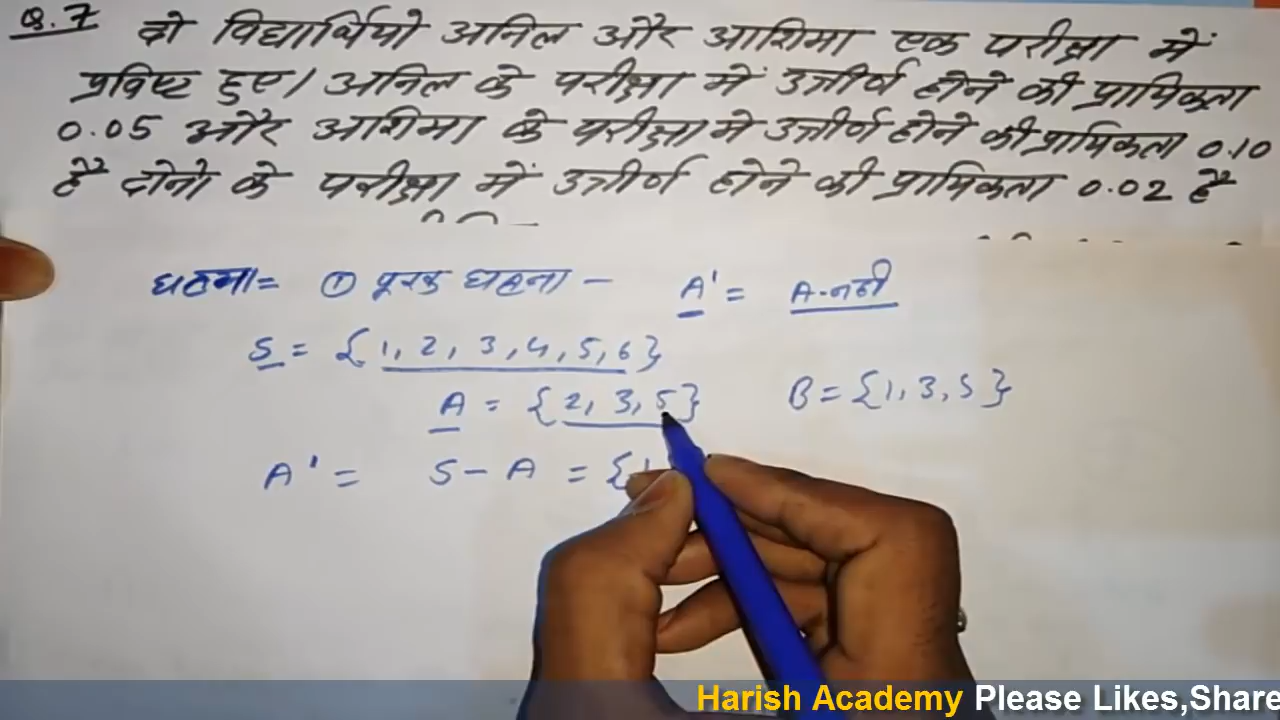 Q.7 दो विद्यार्थियो अनिल और आशिमा एक परीक्षा में
प्रविष्ट हुए। अनिल के परीक्षा में उत्तीर्ण होने की प्रायिकता
0.05 और आशिमा के परीक्षा मे उत्तीर्ण होने की प्रायिकता 0.10
है दोनो के परीक्षा में उत्तीर्ण होने की प्रायिकता 0.02 है
घटना = ① पूरक घटना - A' = A-नही
S = {1, 2, 3, 4, 5, 6}
A = {2, 3, 5} B = {1, 3, 5}
A' = S - A = {1
Harish Academy Please Likes,Share